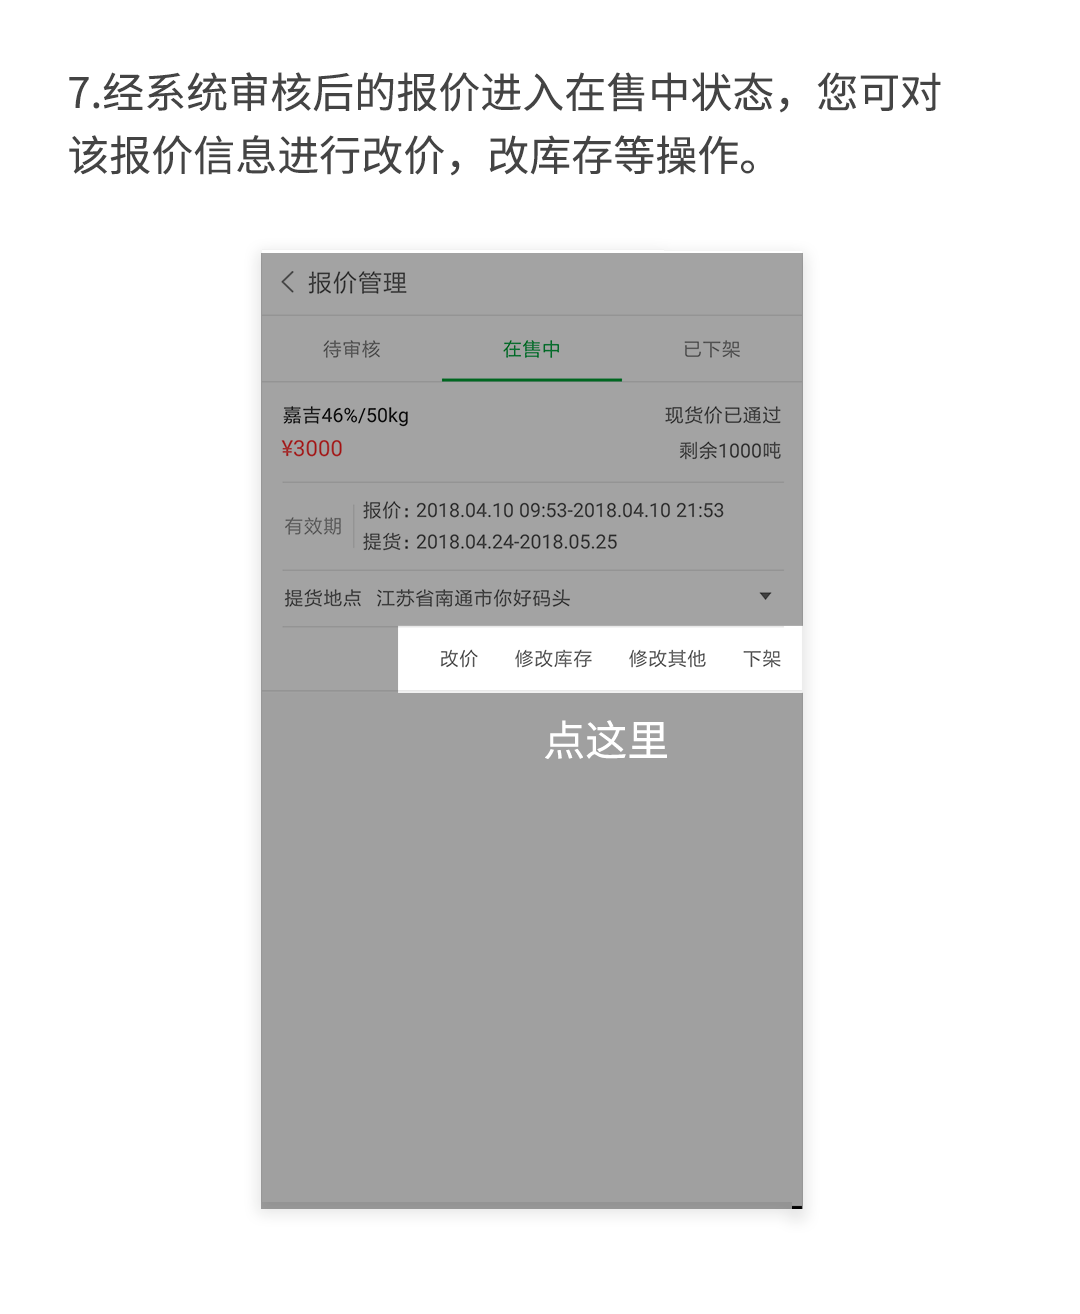 7.经系统审核后的报价进入在售中状态，您可对
该报价信息进行改价，改库存等操作。
报价管理
待审核 在售中 已下架
嘉吉46%/50kg 现货价已通过
¥3000 剩余1000吨
有效期 报价: 2018.04.10 09:53-2018.04.10 21:53
提货: 2018.04.24-2018.05.25
提货地点 江苏省南通市你好码头
改价 修改库存 修改其他 下架
点这里